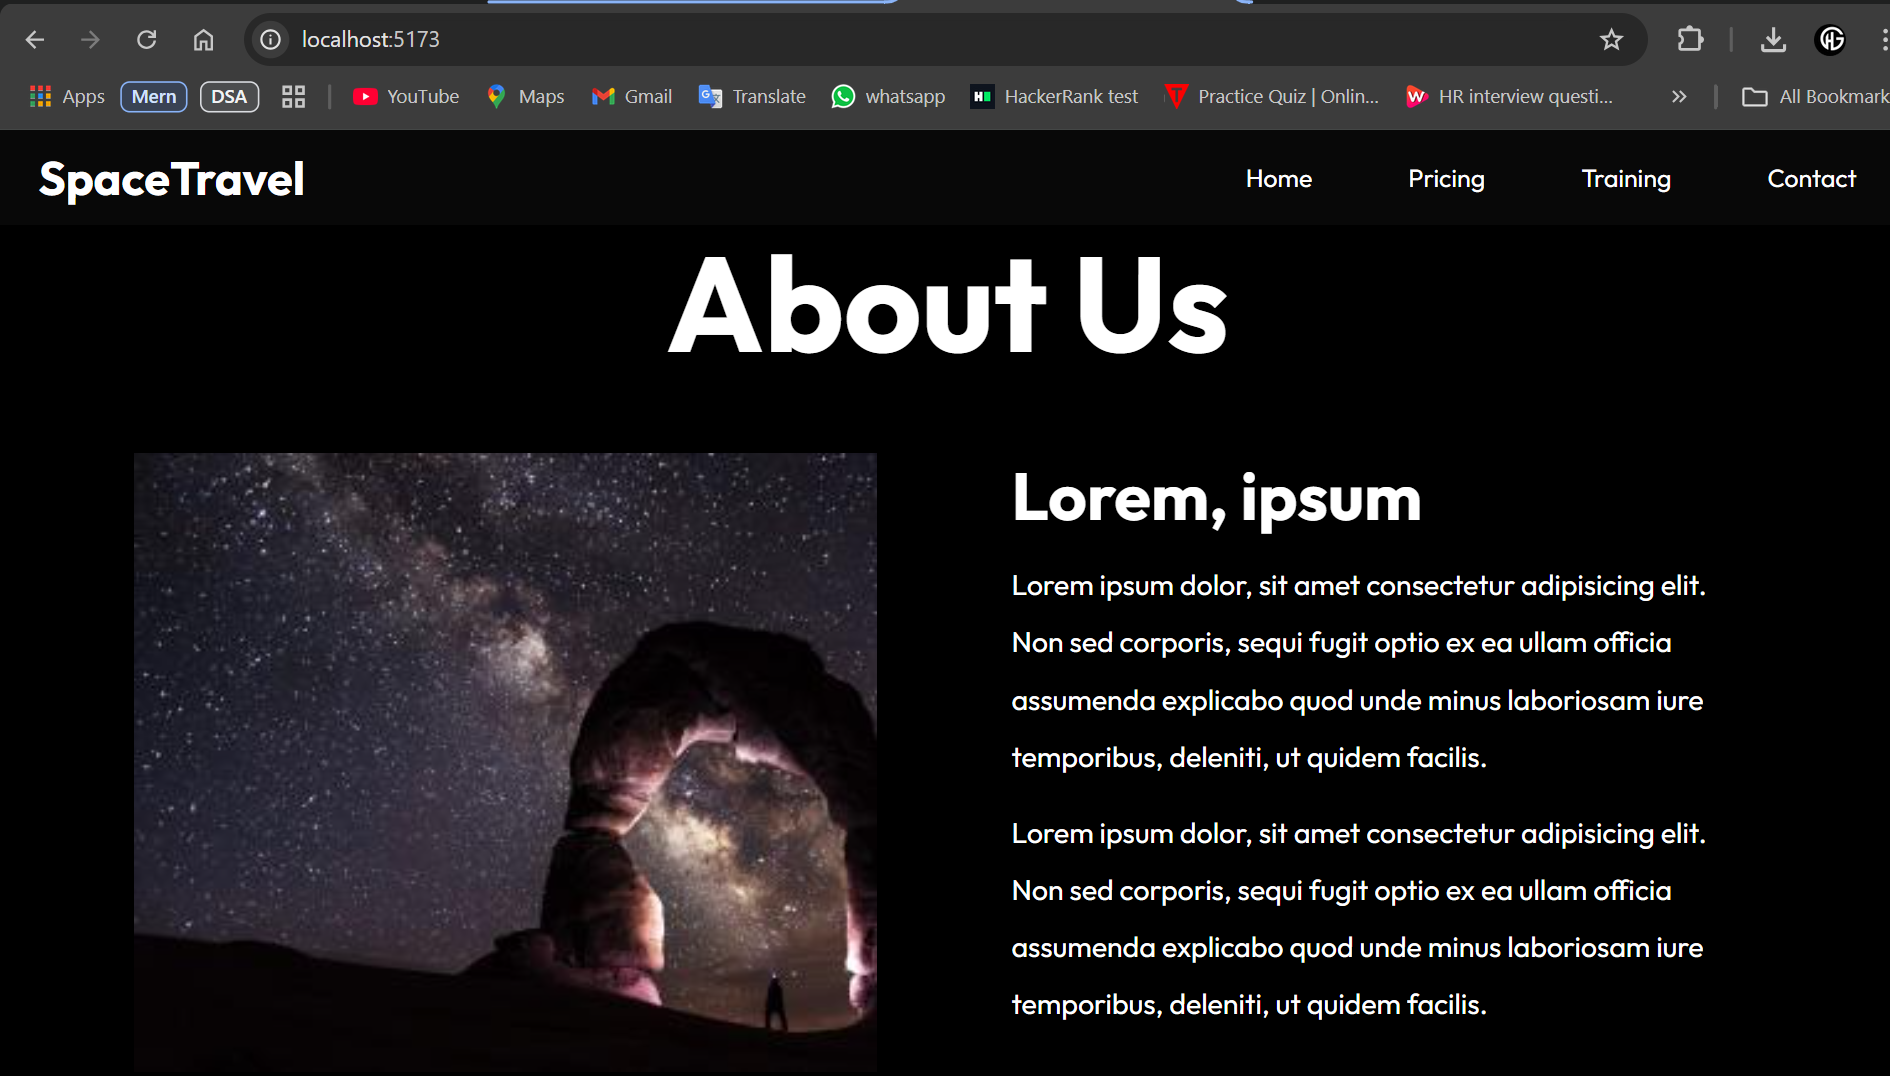 localhost:5173
Apps Mern DSA YouTube Maps Gmail Translate whatsapp HackerRank test Practice Quiz | Onlin... HR interview questi... All Bookmark
SpaceTravel Home Pricing Training Contact
About Us
Lorem, ipsum
Lorem ipsum dolor, sit amet consectetur adipisicing elit.
Non sed corporis, sequi fugit optio ex ea ullam officia
assumenda explicabo quod unde minus laboriosam iure
temporibus, deleniti, ut quidem facilis.
Lorem ipsum dolor, sit amet consectetur adipisicing elit.
Non sed corporis, sequi fugit optio ex ea ullam officia
assumenda explicabo quod unde minus laboriosam iure
temporibus, deleniti, ut quidem facilis.